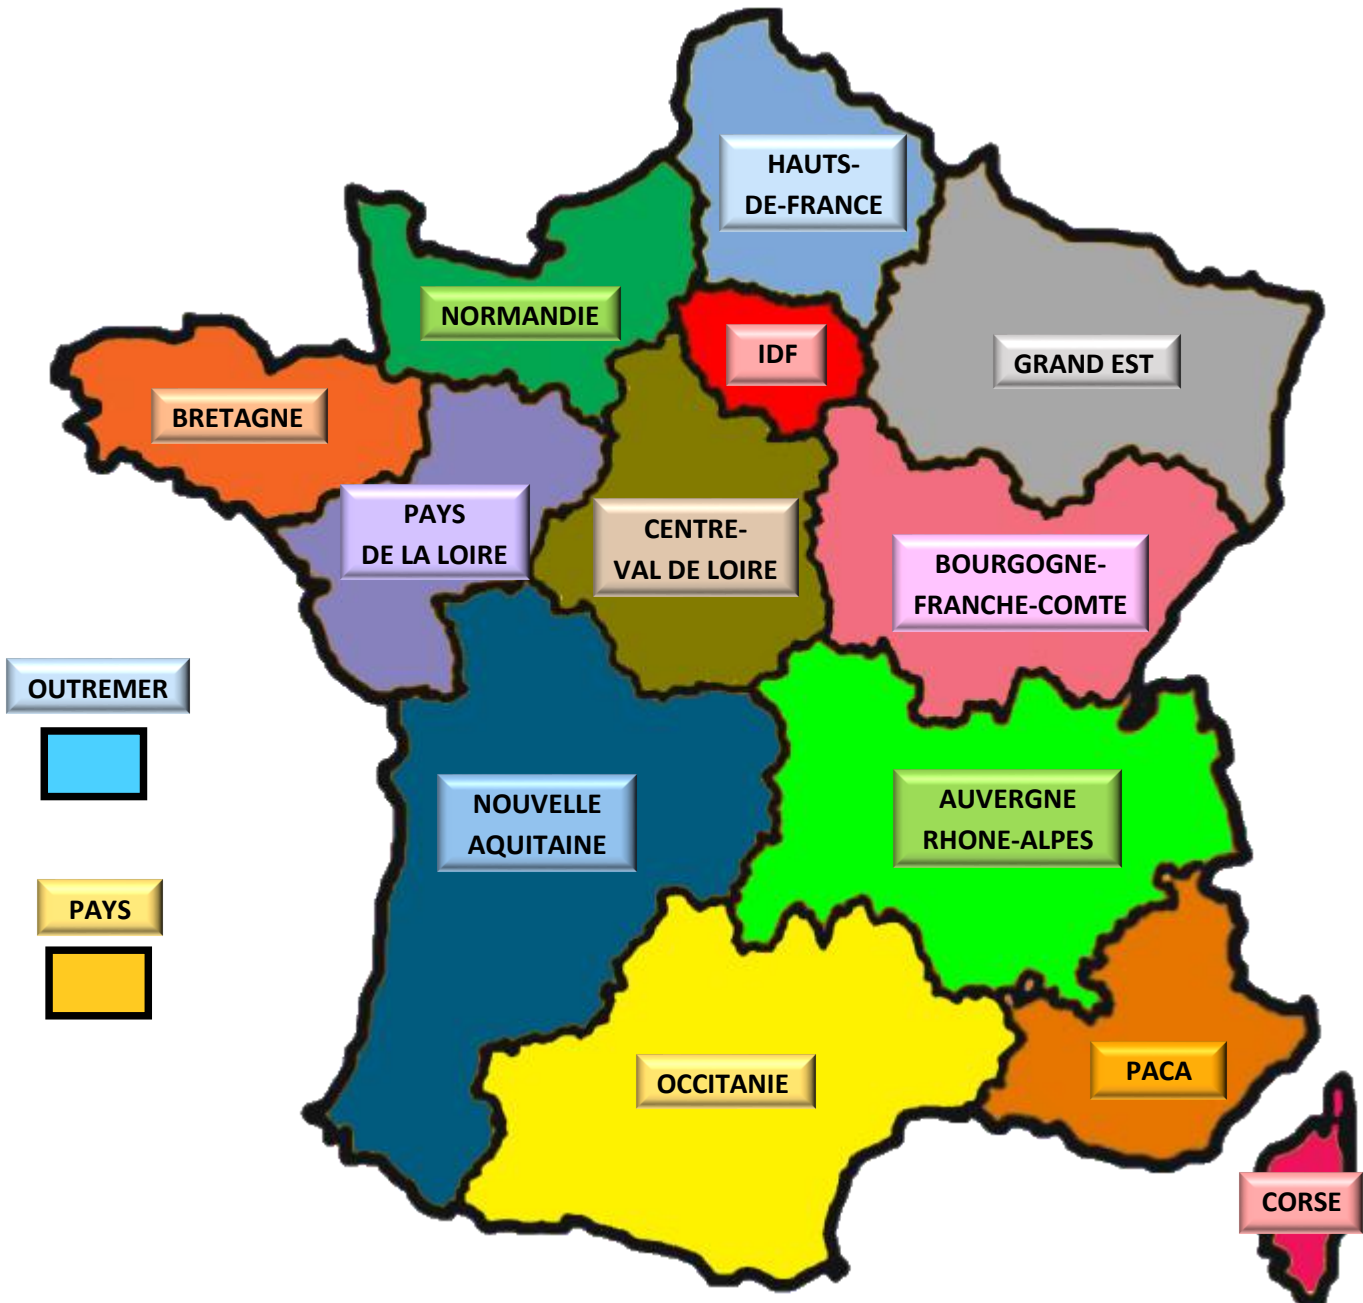 HAUTS-
DE-FRANCE
NORMANDIE
IDF
GRAND EST
BRETAGNE
PAYS
DE LA LOIRE
CENTRE-
VAL DE LOIRE
BOURGOGNE-
FRANCHE-COMTE
OUTREMER
NOUVELLE
AQUITAINE
AUVERGNE
RHONE-ALPES
PAYS
OCCITANIE
PACA
CORSE